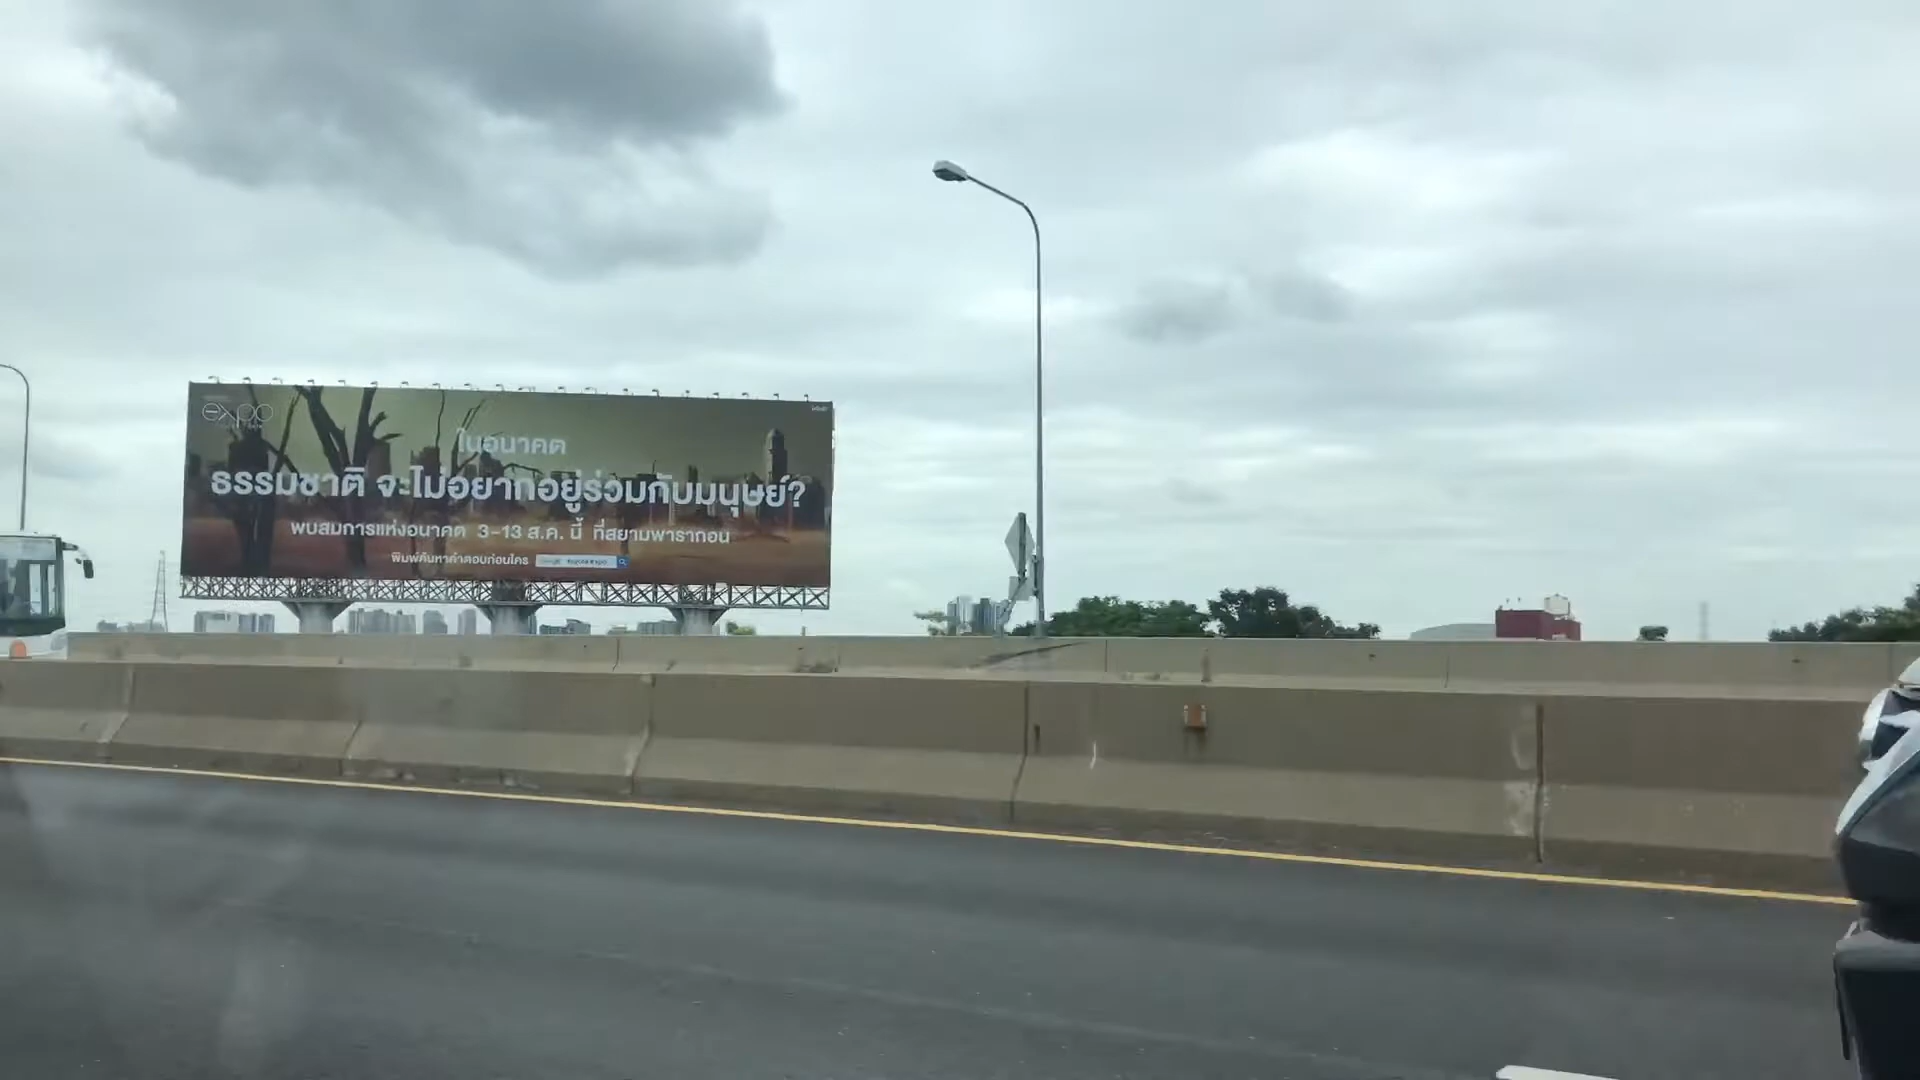 expo
ในอนาคต
ธรรมชาติ จะไม่อยากอยู่ร่วมกับมนุษย์?
พบสมการแห่งอนาคต 3-13 ส.ค. นี้ ที่สยามพารากอน
พิมพ์ค้นหาคำตอบก่อนใคร